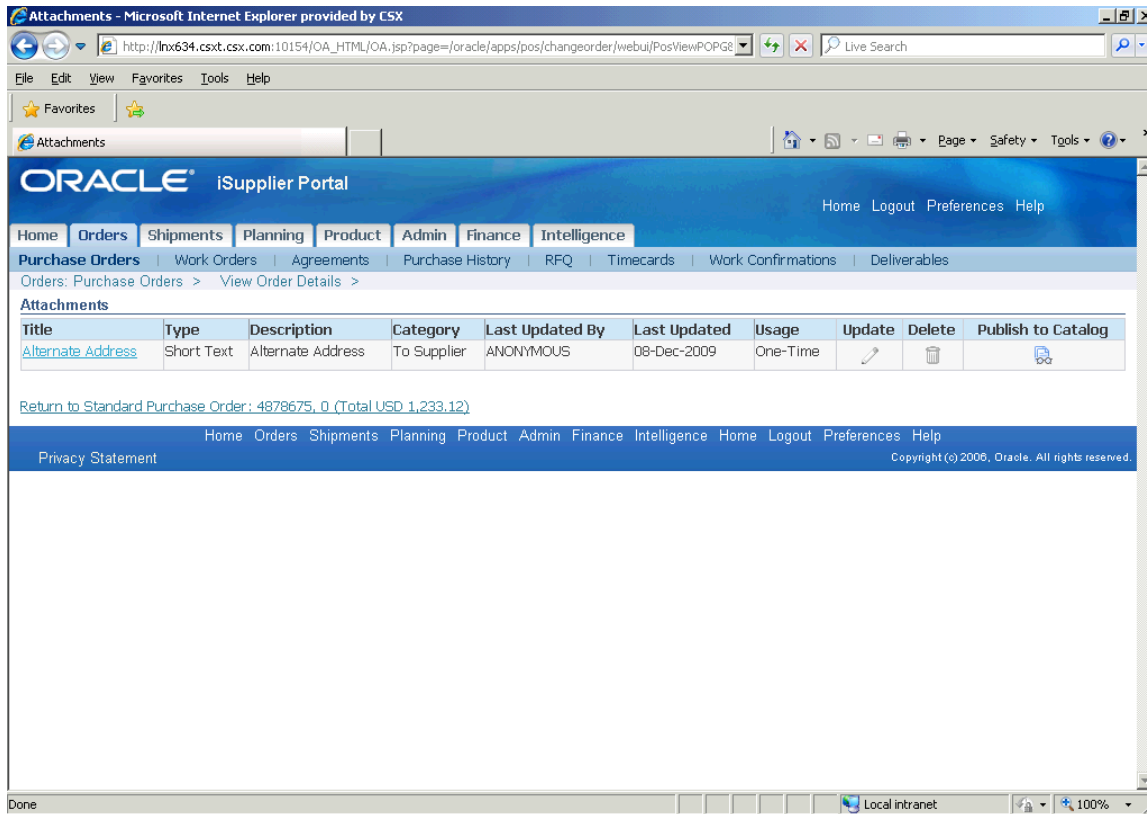 Attachments - Microsoft Internet Explorer provided by CSX
http://lnx634.csxt.csx.com:10154/OA_HTML/OA.jsp?page=/oracle/apps/pos/changeorder/webui/PosViewPOPG& Live Search
File Edit View Favorites Tools Help
Favorites
Attachments Page Safety Tools
ORACLE® iSupplier Portal
Home Logout Preferences Help
Home Orders Shipments Planning Product Admin Finance Intelligence
Purchase Orders | Work Orders | Agreements | Purchase History | RFQ | Timecards | Work Confirmations | Deliverables
Orders: Purchase Orders > View Order Details >
Attachments
Title Type Description Category Last Updated By Last Updated Usage Update Delete Publish to Catalog
Alternate Address Short Text Alternate Address To Supplier ANONYMOUS 08-Dec-2009 One-Time
Return to Standard Purchase Order: 4878675, 0 (Total USD 1,233.12)
Home Orders Shipments Planning Product Admin Finance Intelligence Home Logout Preferences Help
Privacy Statement Copyright (c) 2006, Oracle. All rights reserved.
Done Local intranet 100%